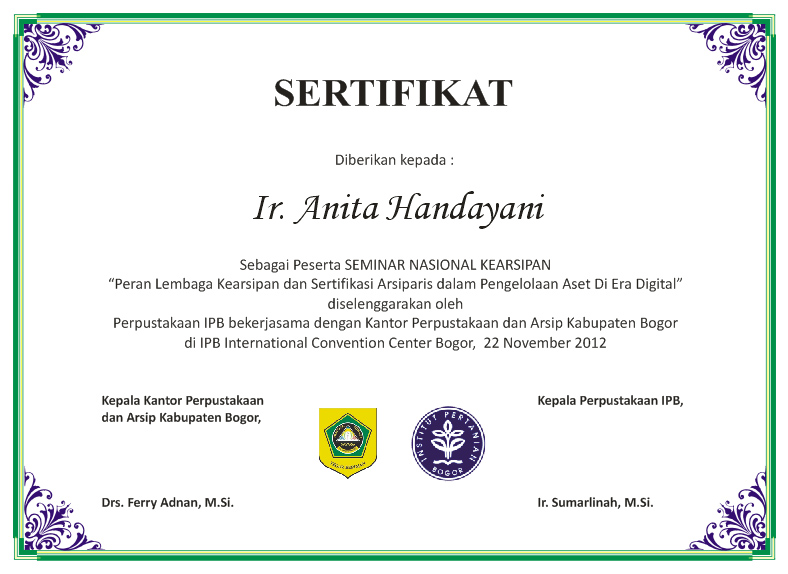 SERTIFIKAT
Diberikan kepada :
Ir. Anita Handayani
Sebagai Peserta SEMINAR NASIONAL KEARSIPAN
“Peran Lembaga Kearsipan dan Sertifikasi Arsiparis dalam Pengelolaan Aset Di Era Digital”
diselenggarakan oleh
Perpustakaan IPB bekerjasama dengan Kantor Perpustakaan dan Arsip Kabupaten Bogor
di IPB International Convention Center Bogor,  22 November 2012
Kepala Kantor Perpustakaan
dan Arsip Kabupaten Bogor,
Kepala Perpustakaan IPB,
INSTITUT PERTANIAN
BOGOR
Drs. Ferry Adnan, M.Si.
Ir. Sumarlinah, M.Si.